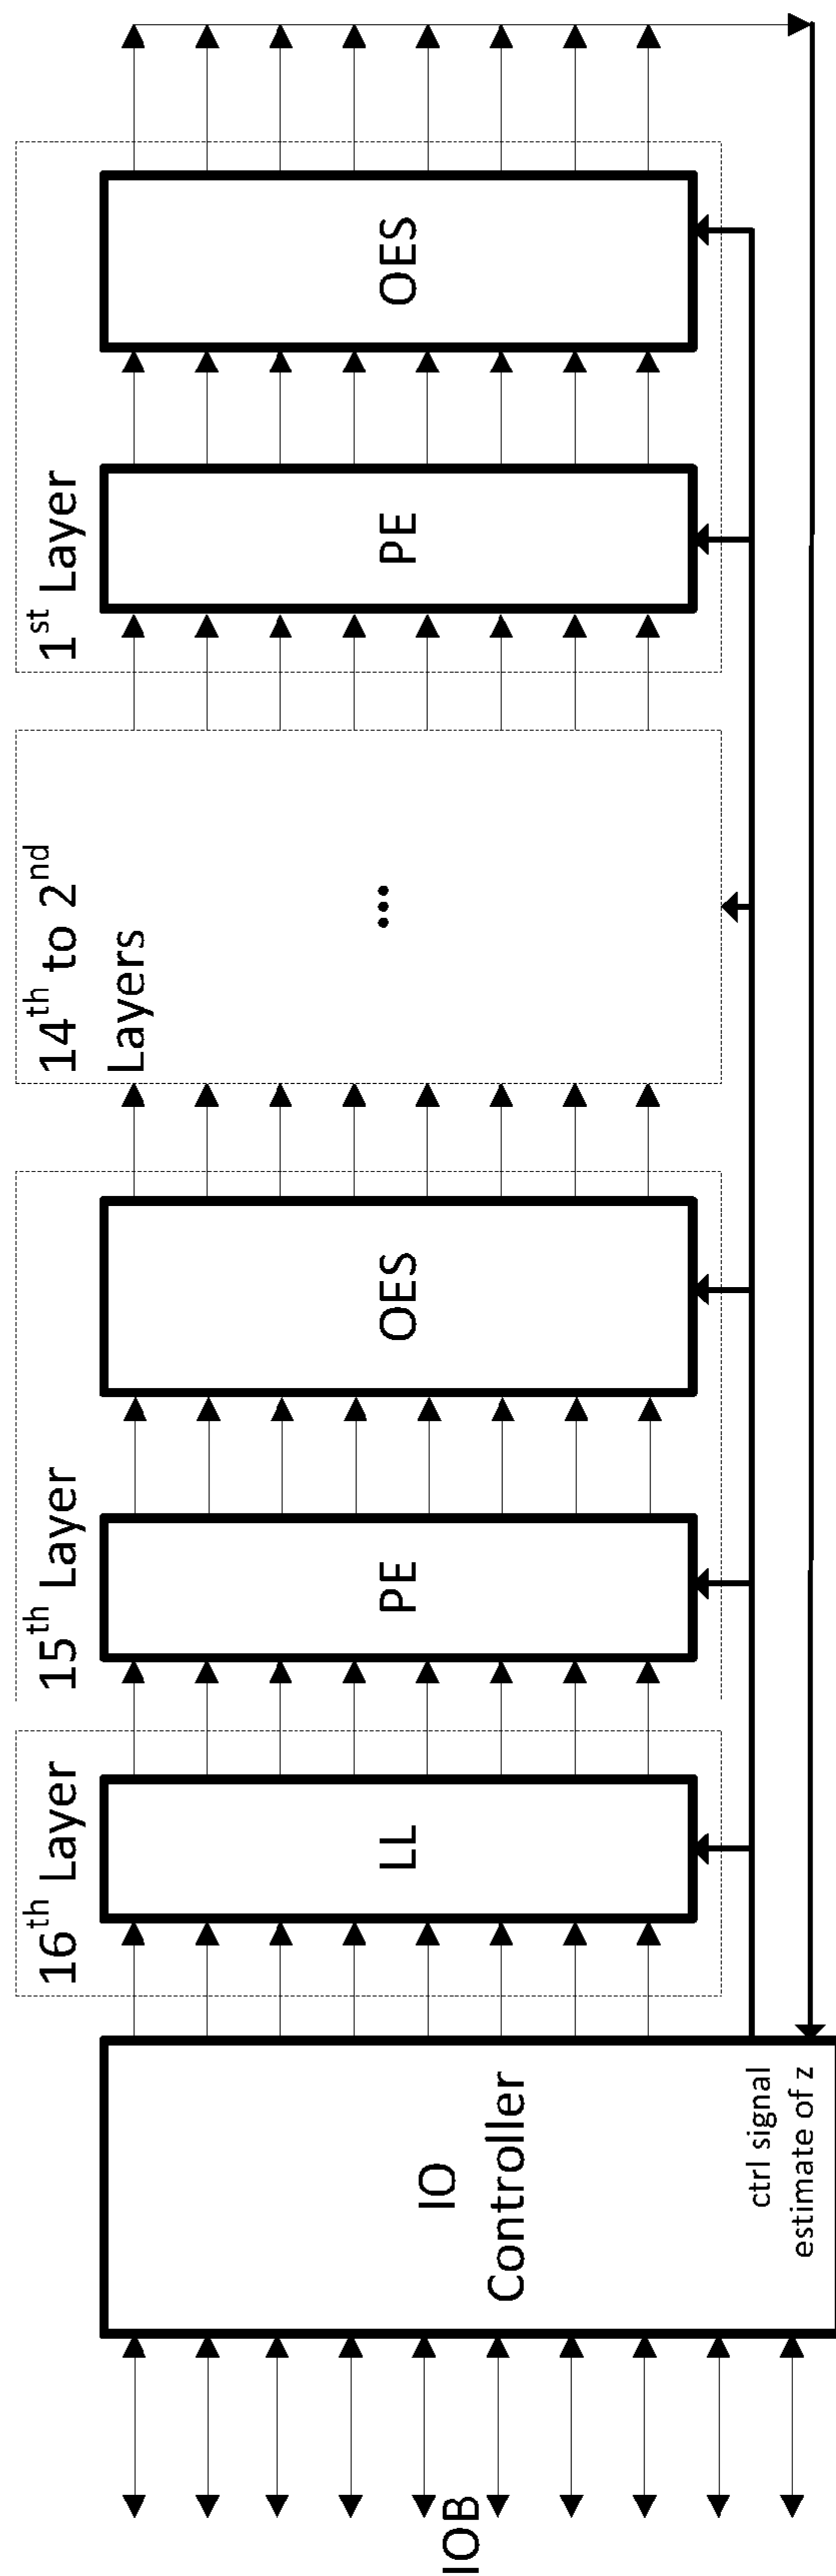 IOB
IO
Controller
ctrl signal
estimate of z
16th Layer
LL
15th Layer
PE
OES
14th to 2nd
Layers
...
1st Layer
PE
OES